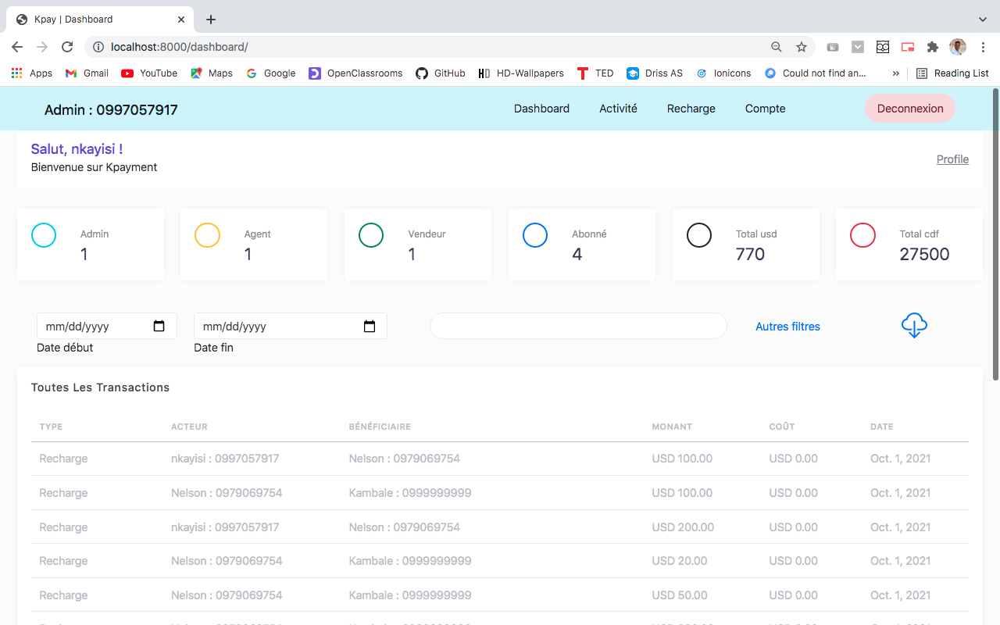 Kpay | Dashboard
localhost:8000/dashboard/
Apps Gmail YouTube Maps Google OpenClassrooms GitHub HD HD-Wallpapers TED Driss AS Ionicons Could not find an... » Reading List
Admin : 0997057917 Dashboard Activité Recharge Compte Deconnexion
Salut, nkayisi !
Bienvenue sur Kpayment
Profile
Admin Agent Vendeur Abonné Total usd Total cdf
1 1 1 4 770 27500
mm/dd/yyyy mm/dd/yyyy Autres filtres
Date début Date fin
Toutes Les Transactions
TYPE ACTEUR BÉNÉFICIAIRE MONANT COÛT DATE
Recharge nkayisi : 0997057917 Nelson : 0979069754 USD 100.00 USD 0.00 Oct. 1, 2021
Recharge Nelson : 0979069754 Kambale : 0999999999 USD 100.00 USD 0.00 Oct. 1, 2021
Recharge nkayisi : 0997057917 Nelson : 0979069754 USD 200.00 USD 0.00 Oct. 1, 2021
Recharge Nelson : 0979069754 Kambale : 0999999999 USD 20.00 USD 0.00 Oct. 1, 2021
Recharge Nelson : 0979069754 Kambale : 0999999999 USD 50.00 USD 0.00 Oct. 1, 2021